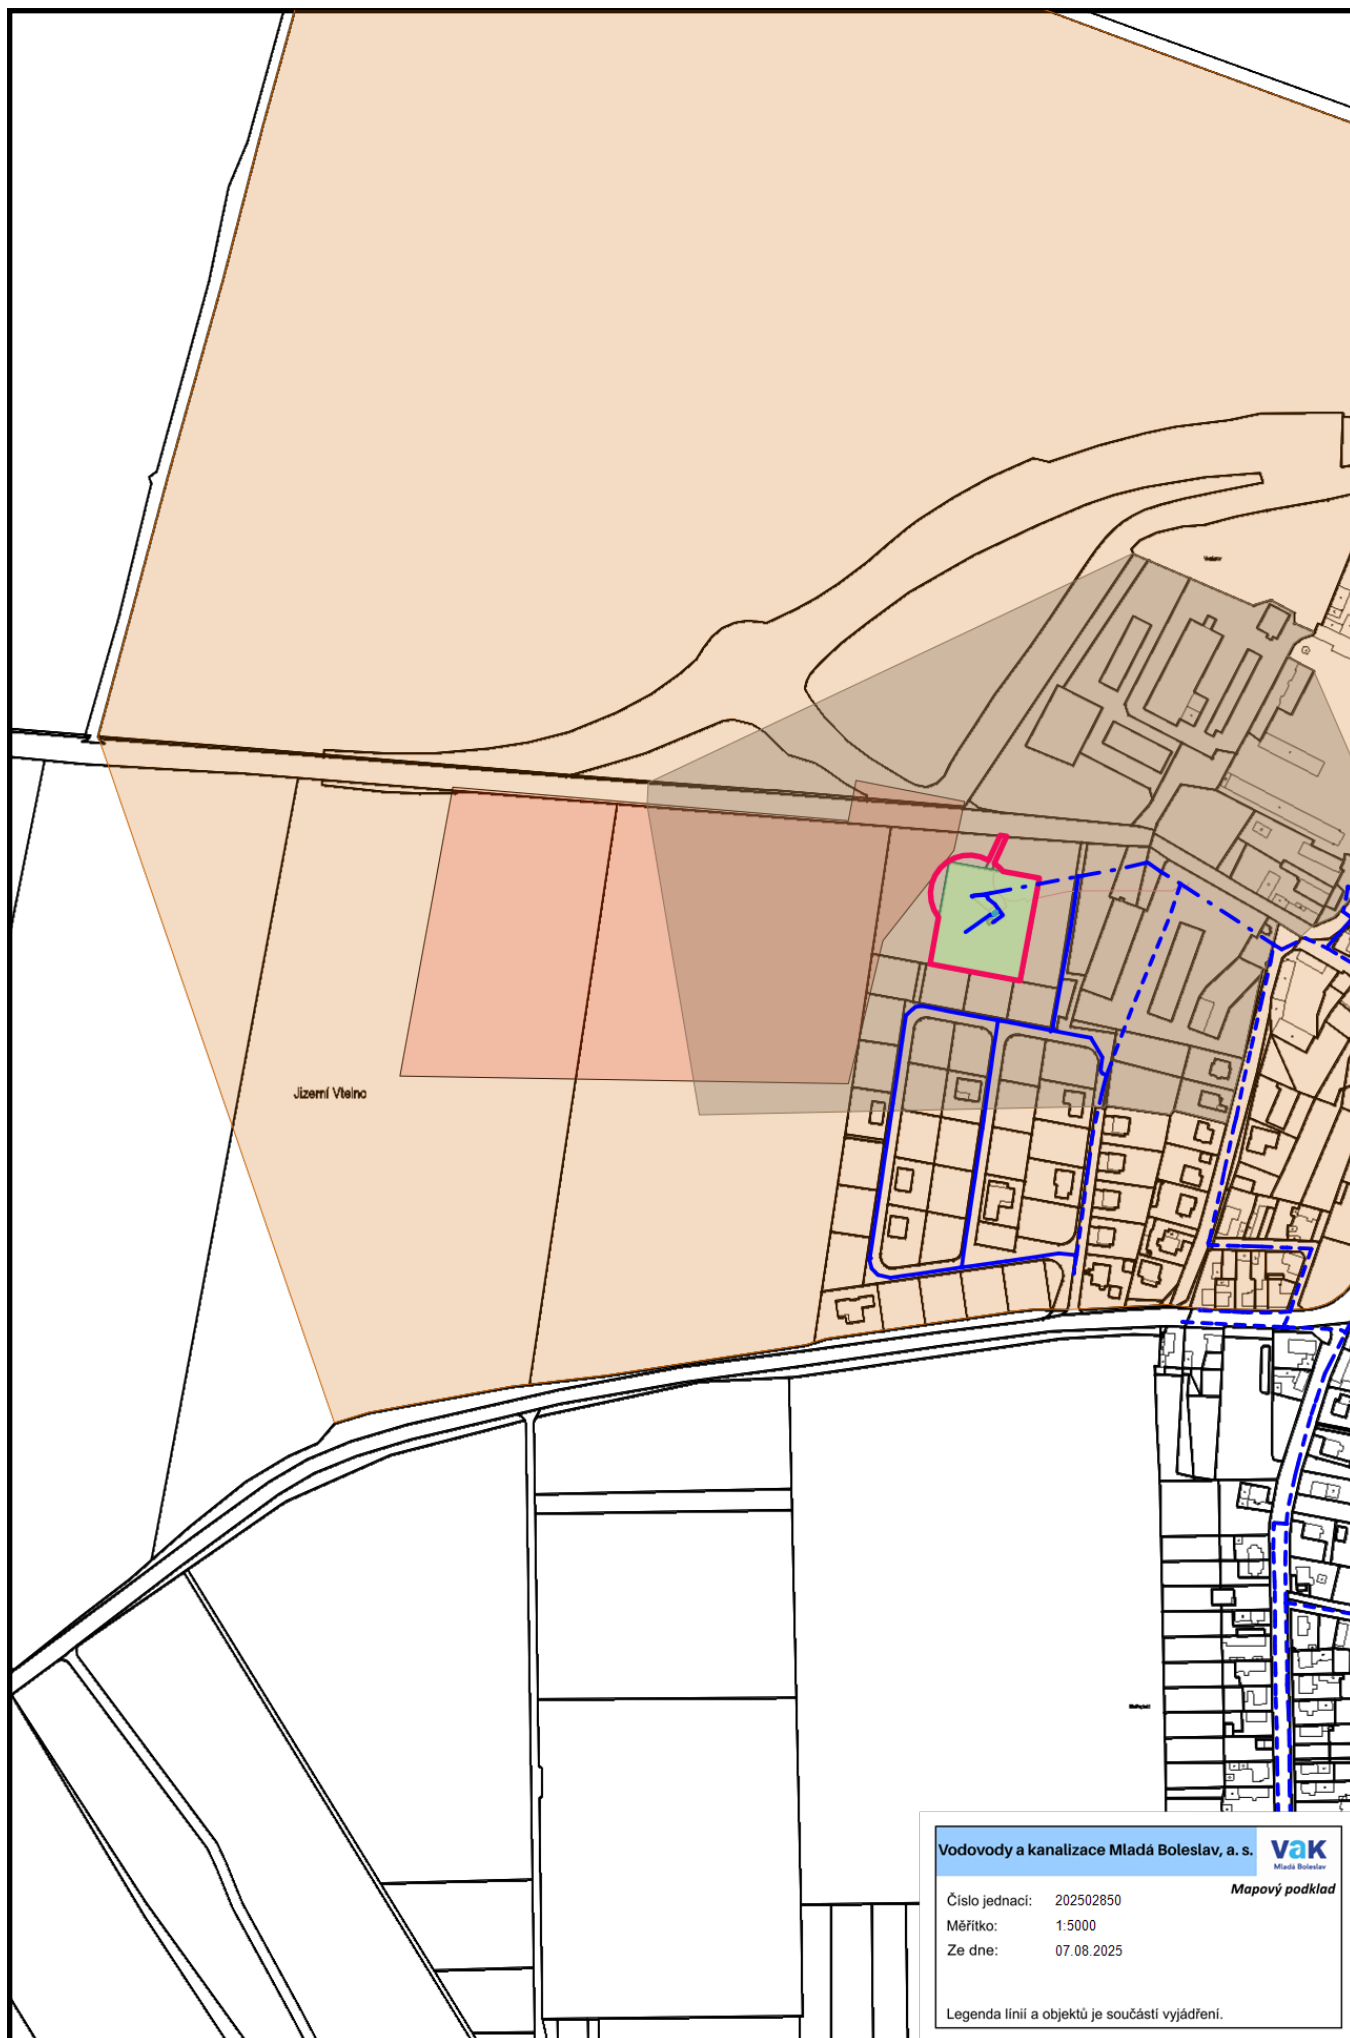 Jizerní Vtelno
Vodovody a kanalizace Mladá Boleslav, a. s.
vak
Mladá Boleslav
Mapový podklad
Číslo jednací: 202502850
Měřítko: 1:5000
Ze dne: 07.08.2025
Legenda linií a objektů je součástí vyjádření.